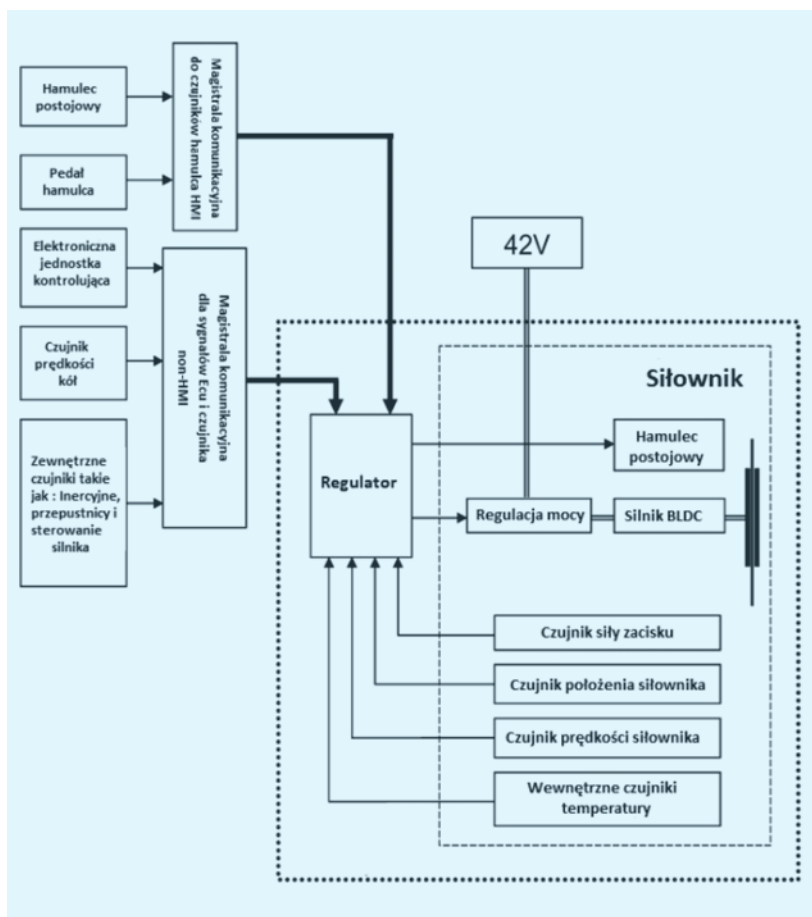 Hamulec
postojowy
Pedał
hamulca
Magistrala komunikacyjna
do czujników hamulca HMI
Elektroniczna
jednostka
kontrolująca
Czujnik
prędkości
kół
Zewnętrzne
czujniki takie
jak : Inercyjne,
przepustnicy i
sterowanie
silnika
Magistrala komunikacyjna
dla sygnałów Ecu i czujnika
non-HMI
42V
Siłownik
Regulator
Hamulec
postojowy
Regulacja mocy
Silnik BLDC
Czujnik siły zacisku
Czujnik położenia siłownika
Czujnik prędkości siłownika
Wewnętrzne czujniki
temperatury